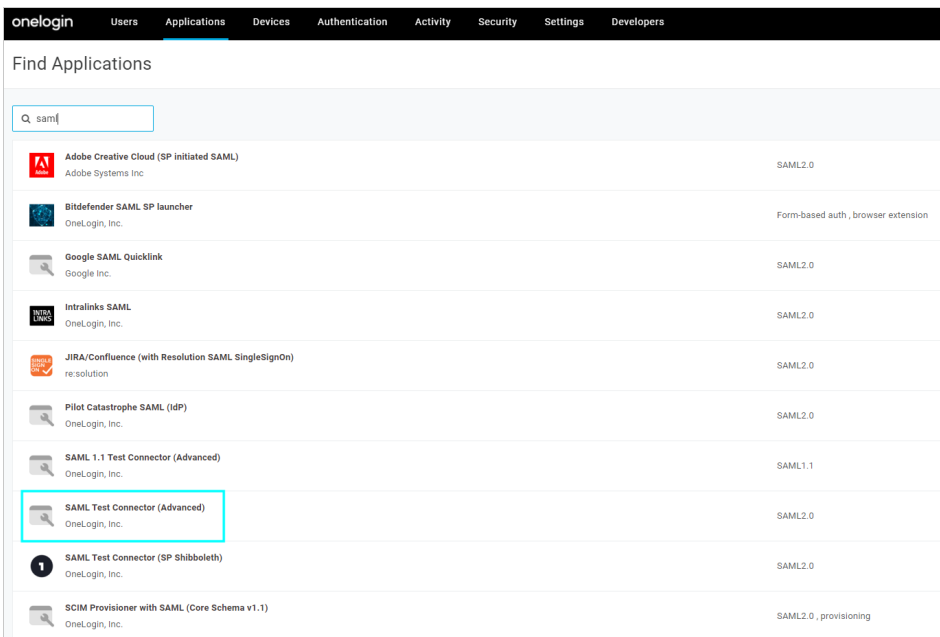 onelogin Users Applications Devices Authentication Activity Security Settings Developers
Find Applications
saml
Adobe Creative Cloud (SP initiated SAML)
Adobe Systems Inc
SAML2.0
Adobe
Bitdefender SAML SP launcher
OneLogin, Inc.
Form-based auth , browser extension
Google SAML Quicklink
Google Inc.
SAML2.0
INTRA
LINKS
Intralinks SAML
OneLogin, Inc.
SAML2.0
SINGLE
SIGN
ON
JIRA/Confluence (with Resolution SAML SingleSignOn)
re:solution
SAML2.0
Pilot Catastrophe SAML (IdP)
OneLogin, Inc.
SAML2.0
SAML 1.1 Test Connector (Advanced)
OneLogin, Inc.
SAML1.1
SAML Test Connector (Advanced)
OneLogin, Inc.
SAML2.0
1
SAML Test Connector (SP Shibboleth)
OneLogin, Inc.
SAML2.0
SCIM Provisioner with SAML (Core Schema v1.1)
OneLogin, Inc.
SAML2.0 , provisioning